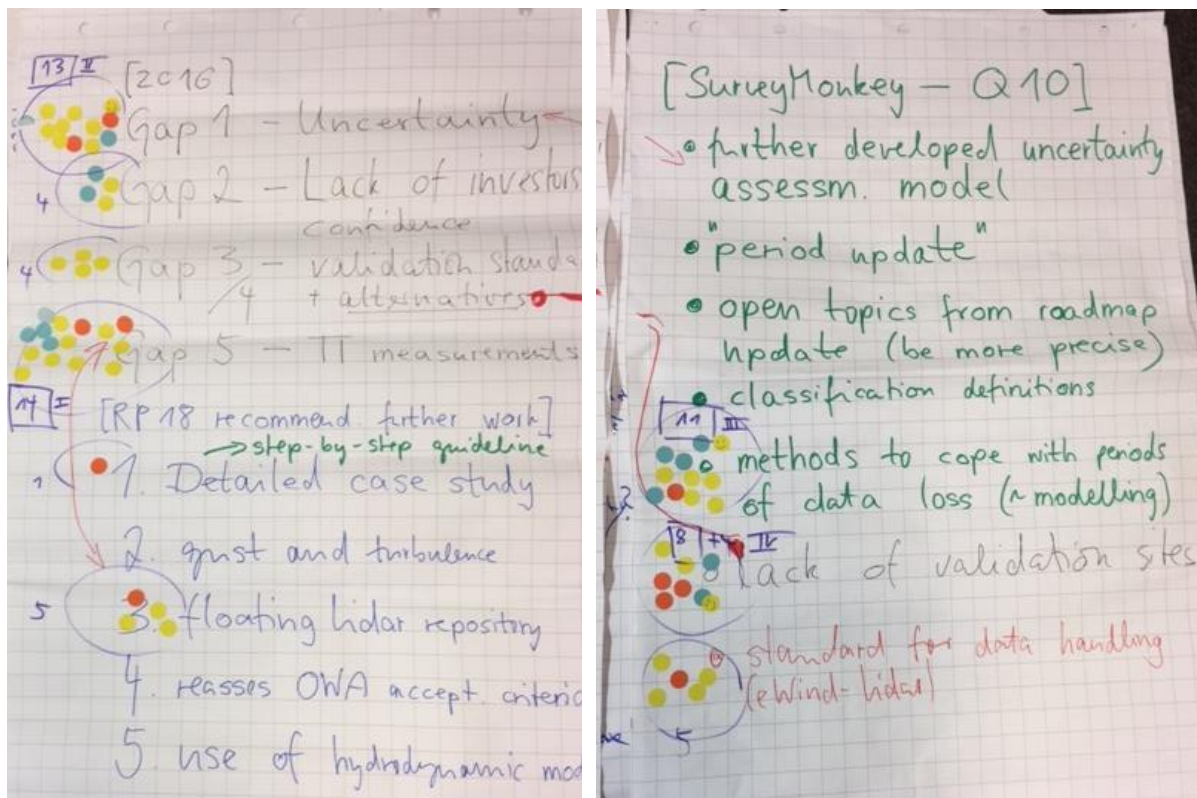 13 II
[2016]
Gap 1 - Uncertainty
4
Gap 2 - Lack of investors
confidence
4
Gap 3 - validation standa
/4 + alternatives
Gap 5 - TI measurements
14 I
[RP 18 recommend. further work]
→ step-by-step guideline
1
1. Detailed case study
2. gust and turbulence
5
3. floating lidar repository
4. reasses OWA accept. criteria
5. use of hydrodynamic mod
[SurveyMonkey - Q10]
• further developed uncertainty
assessm. model
• "period update"
• open topics from roadmap
update (be more precise)
• classification definitions
11 III
• methods to cope with periods
of data loss (~ modelling)
8 + IV
lack of validation sites
standard for data handling
(eWind-lidar)
5